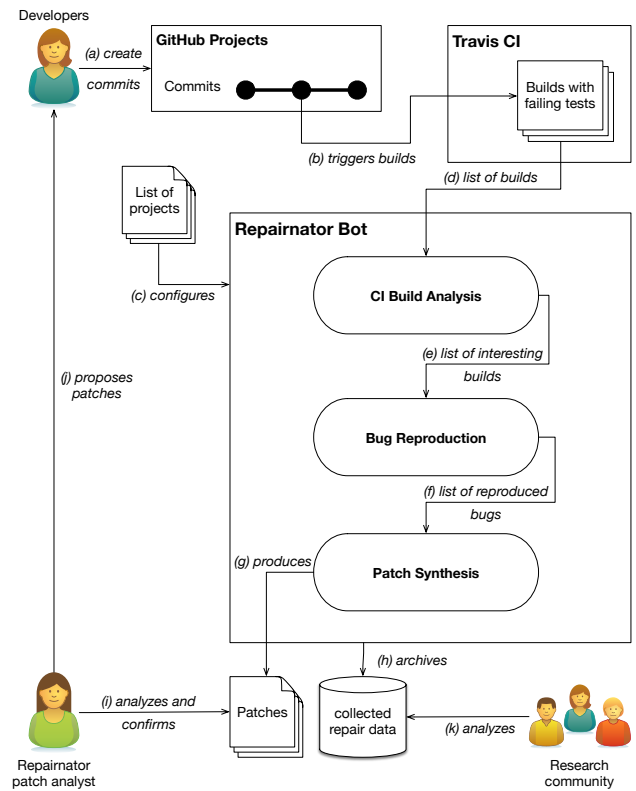 Developers
(a) create
commits
GitHub Projects
Commits
Travis CI
Builds with
failing tests
(b) triggers builds
(d) list of builds
List of
projects
(c) configures
Repairnator Bot
CI Build Analysis
(e) list of interesting
builds
(j) proposes
patches
Bug Reproduction
(f) list of reproduced
bugs
(g) produces
Patch Synthesis
(h) archives
(i) analyzes and
confirms
Patches
collected
repair data
(k) analyzes
Repairnator
patch analyst
Research
community